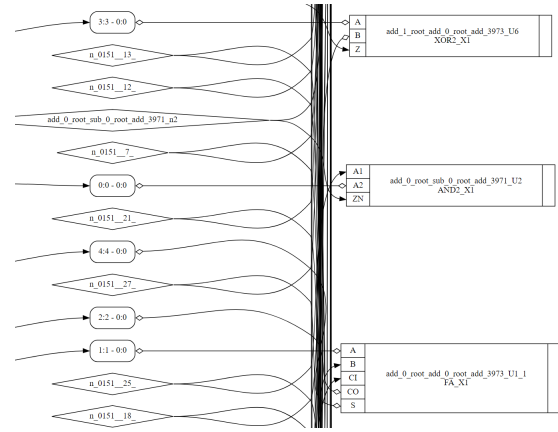 3:3 - 0:0
n_0151__13_
n_0151__12_
add_0_root_sub_0_root_add_3971_n2
n_0151__7_
0:0 - 0:0
n_0151__21_
4:4 - 0:0
n_0151__27_
2:2 - 0:0
1:1 - 0:0
n_0151__25_
n_0151__18_
A
B
Z
add_1_root_add_0_root_add_3973_U6
XOR2_X1
A1
A2
ZN
add_0_root_sub_0_root_add_3971_U2
AND2_X1
A
B
CI
CO
S
add_0_root_add_0_root_add_3973_U1_1
FA_X1